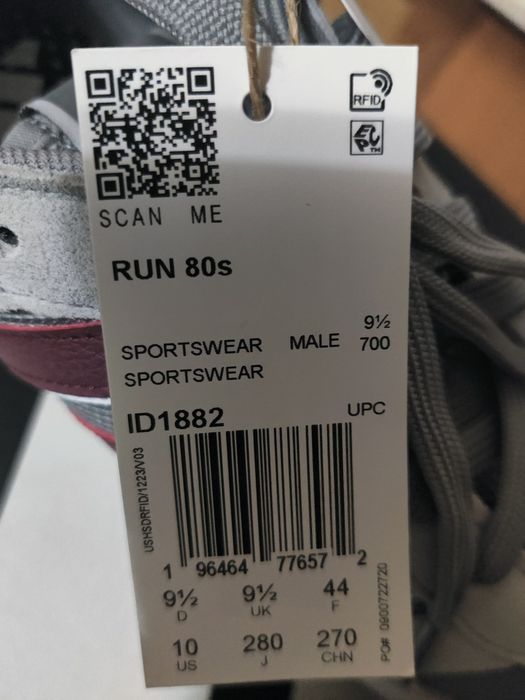 RFID
EPC™
SCAN ME
RUN 80s
9½
SPORTSWEAR MALE 700
SPORTSWEAR
ID1882 UPC
USHSDRFID/1223/V03
1 96464 77657 2
9½ 9½ 44
D UK F
10 280 270
US J CHN
PO# 0900722720